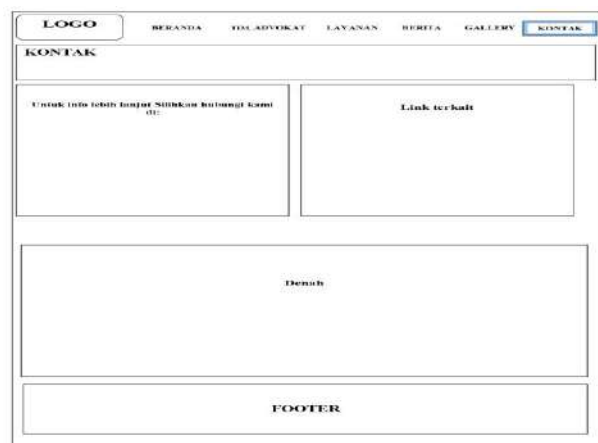 LOGO
BERANDA TIM ADVOKAT LAYANAN BERITA GALLERY KONTAK
KONTAK
Untuk info lebih lanjut Silihkan hubungi kami
di:
Link terkait
Denah
FOOTER